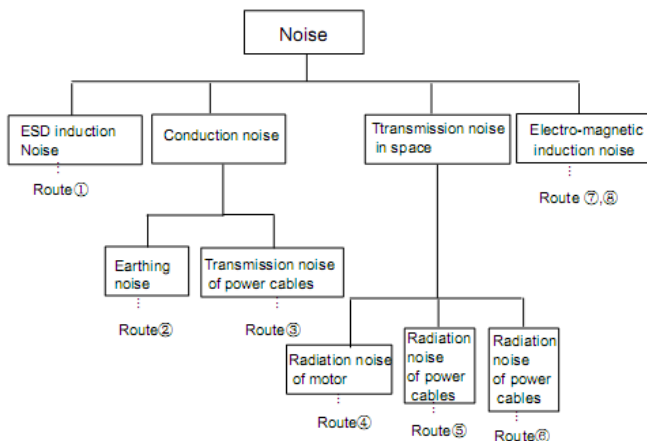 Noise
ESD induction
Noise
Conduction noise
Ttransmission noise
in space
Electro-magnetic
induction noise
Route①
Route ⑦,⑧
Earthing
noise
Transmission noise
of power cables
Route②
Route③
Radiation noise
of motor
Radiation
noise
of power
cables
Radiation
noise
of power
cables
Route④
Route⑤
Route⑥